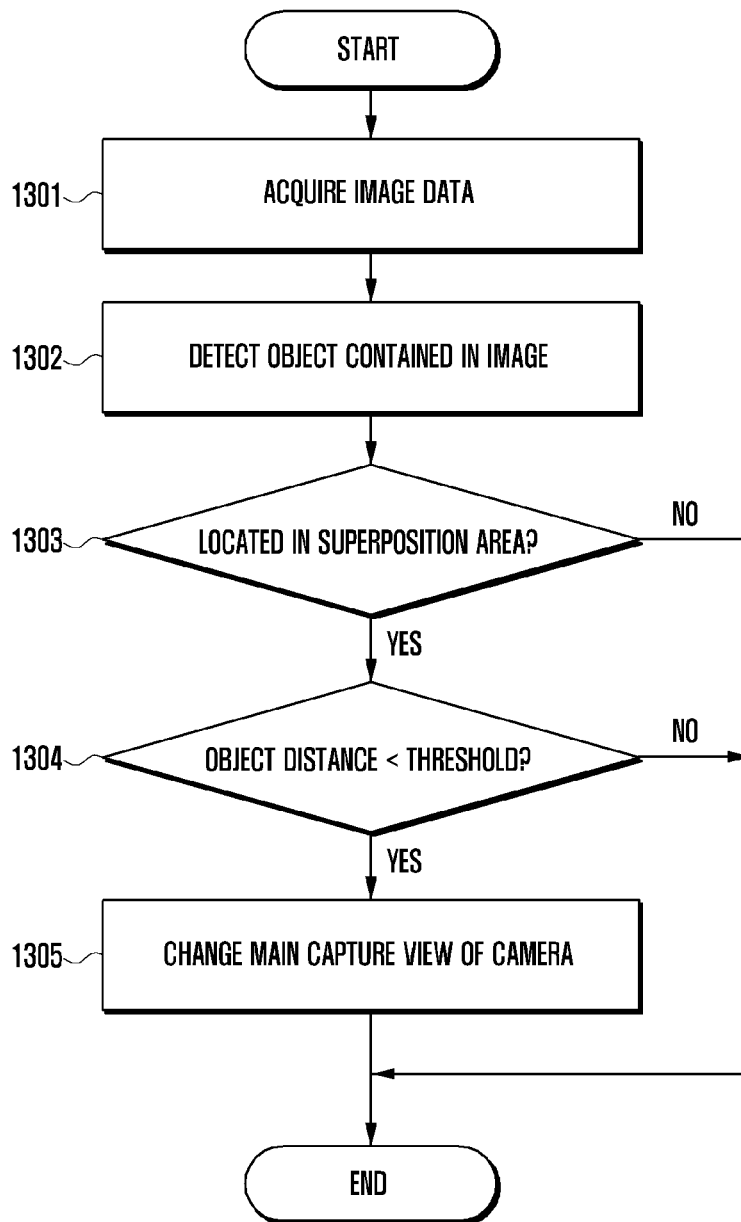 START
1301
ACQUIRE IMAGE DATA
1302
DETECT OBJECT CONTAINED IN IMAGE
1303
LOCATED IN SUPERPOSITION AREA?
NO
YES
1304
OBJECT DISTANCE < THRESHOLD?
NO
YES
1305
CHANGE MAIN CAPTURE VIEW OF CAMERA
END